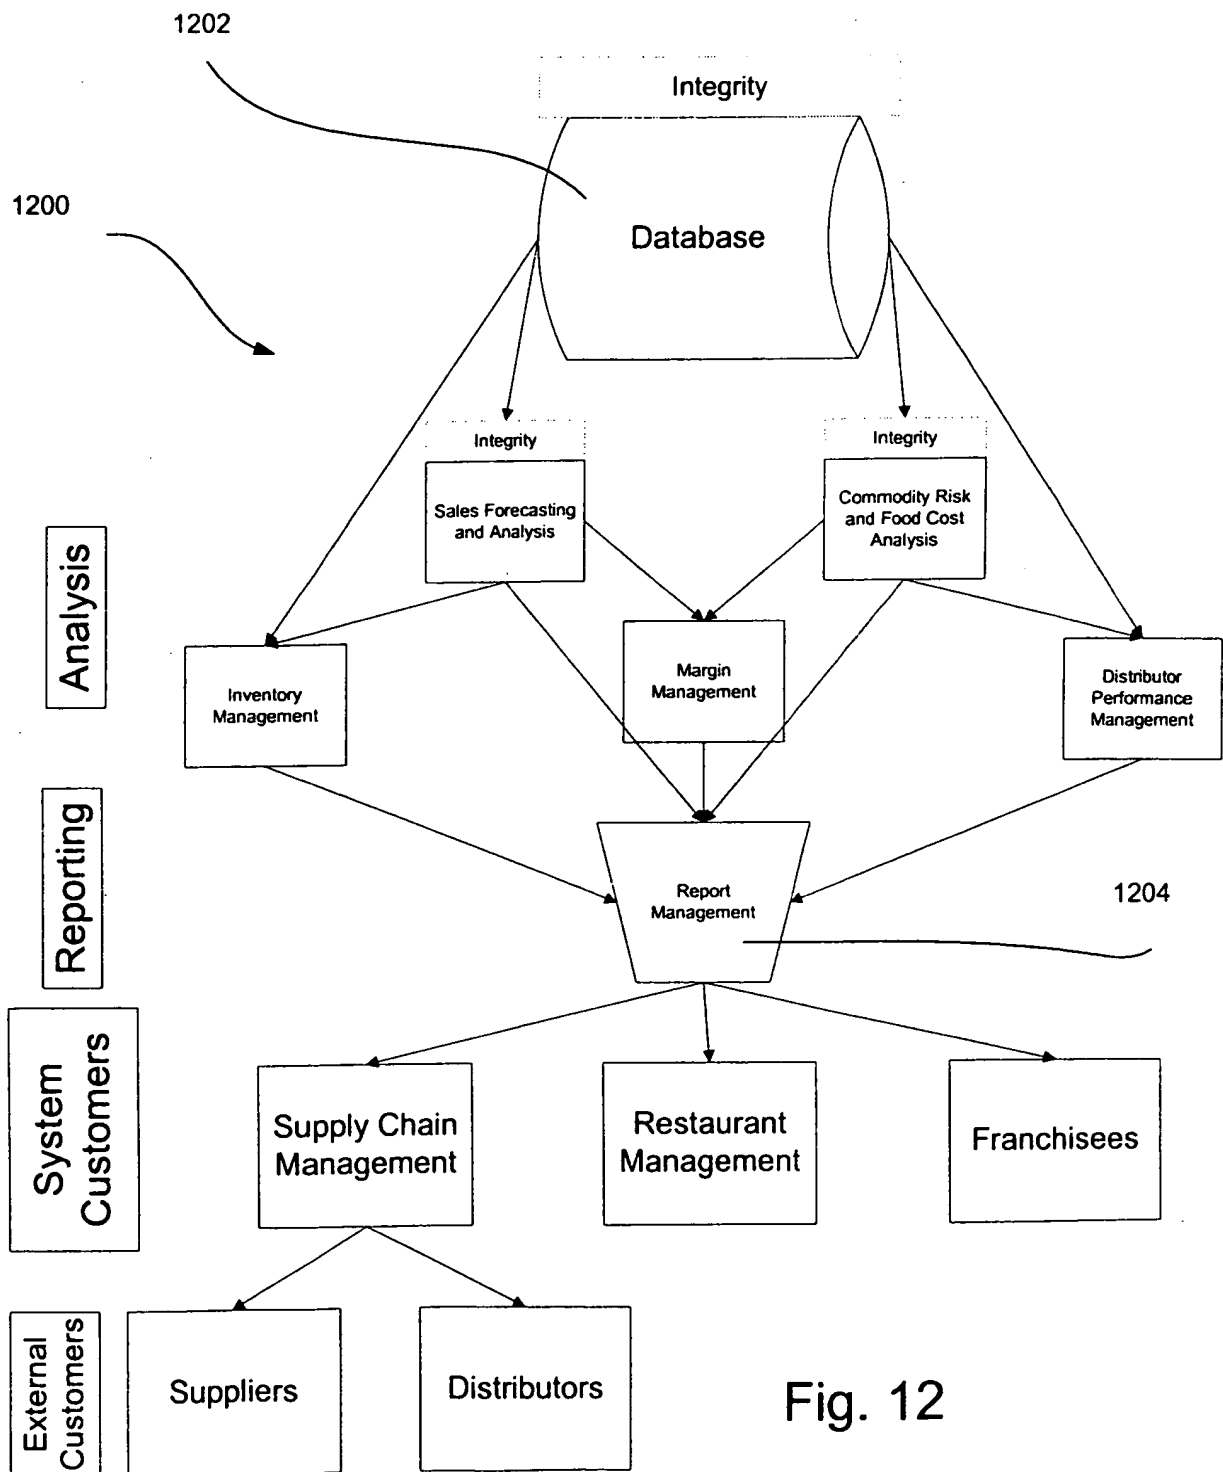 1202
Integrity
1200
Database
Integrity
Integrity
Sales Forecasting
and Analysis
Commodity Risk
and Food Cost
Analysis
Analysis
Inventory
Management
Margin
Management
Distributor
Performance
Management
Reporting
Report
Management
1204
System
Customers
Supply Chain
Management
Restaurant
Management
Franchisees
External
Customers
Suppliers
Distributors
Fig. 12